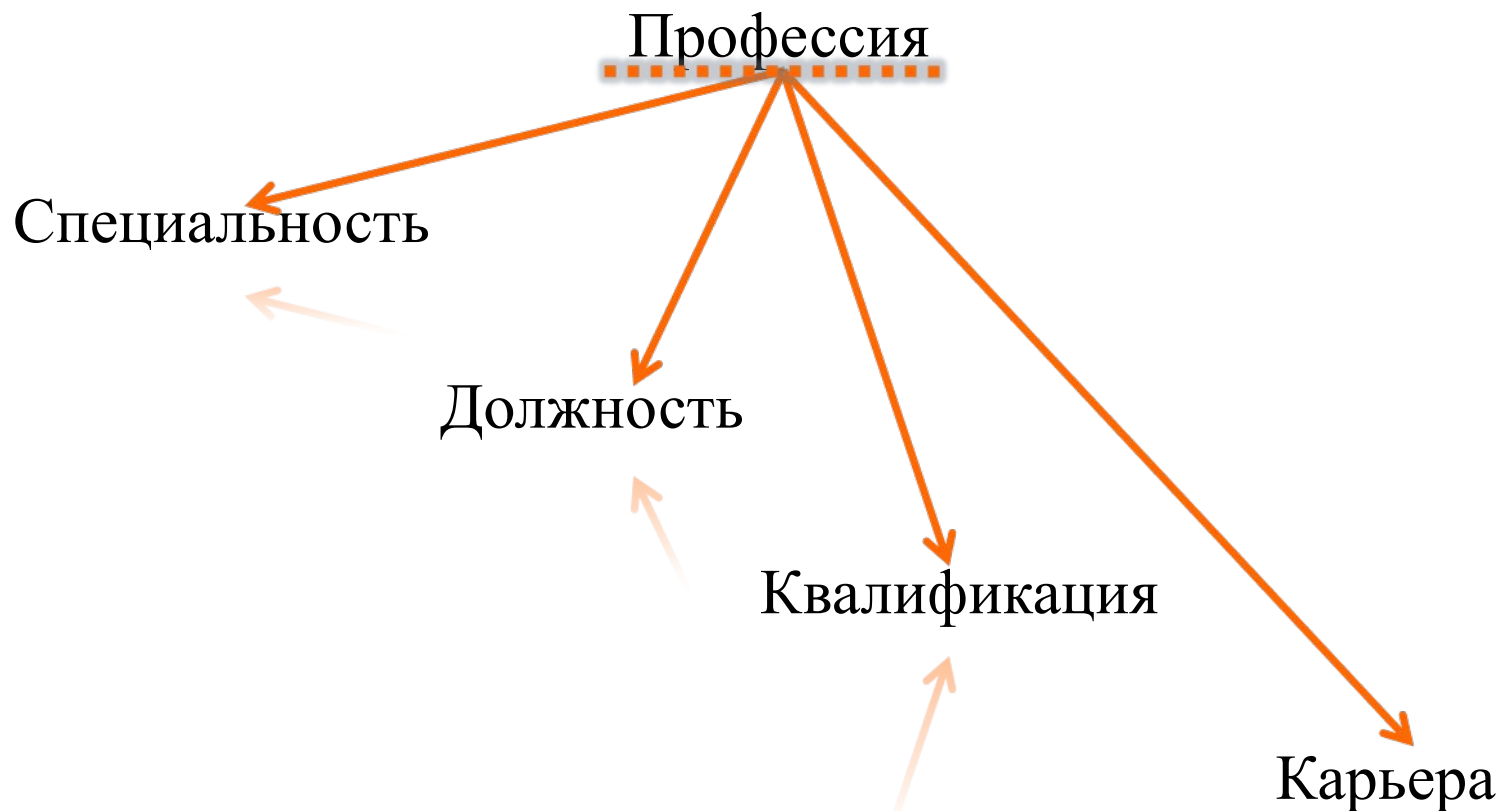 Профессия
Специальность
Должность
Квалификация
Карьера